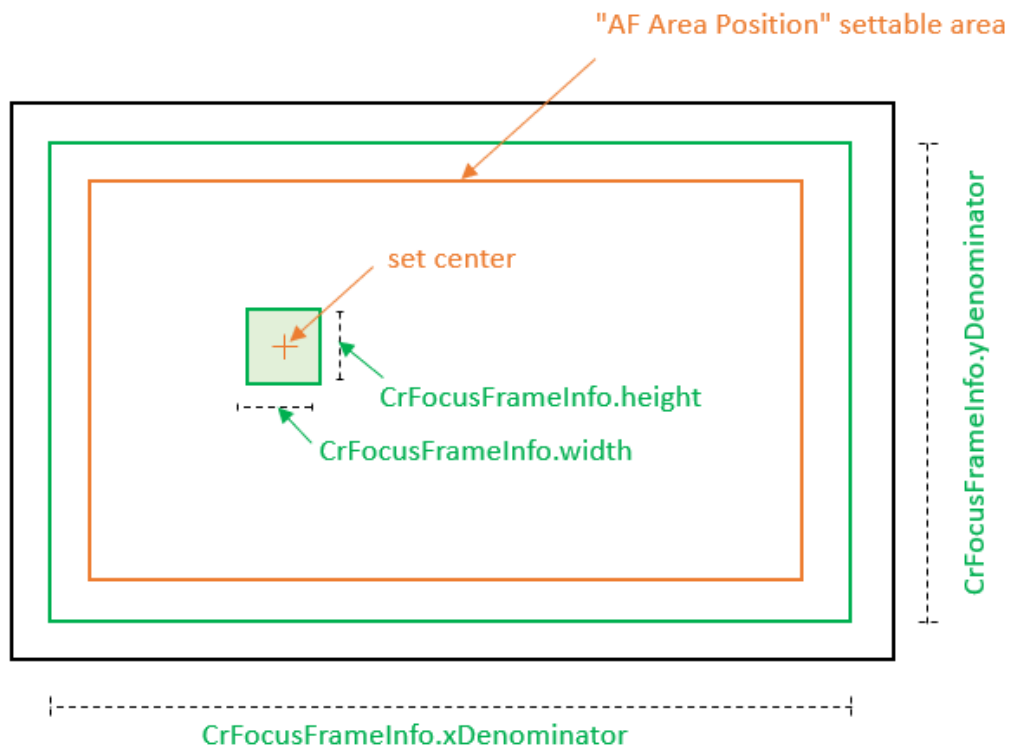 "AF Area Position" settable area
set center
CrFocusFrameInfo.height
CrFocusFrameInfo.width
CrFocusFrameInfo.yDenominator
CrFocusFrameInfo.xDenominator